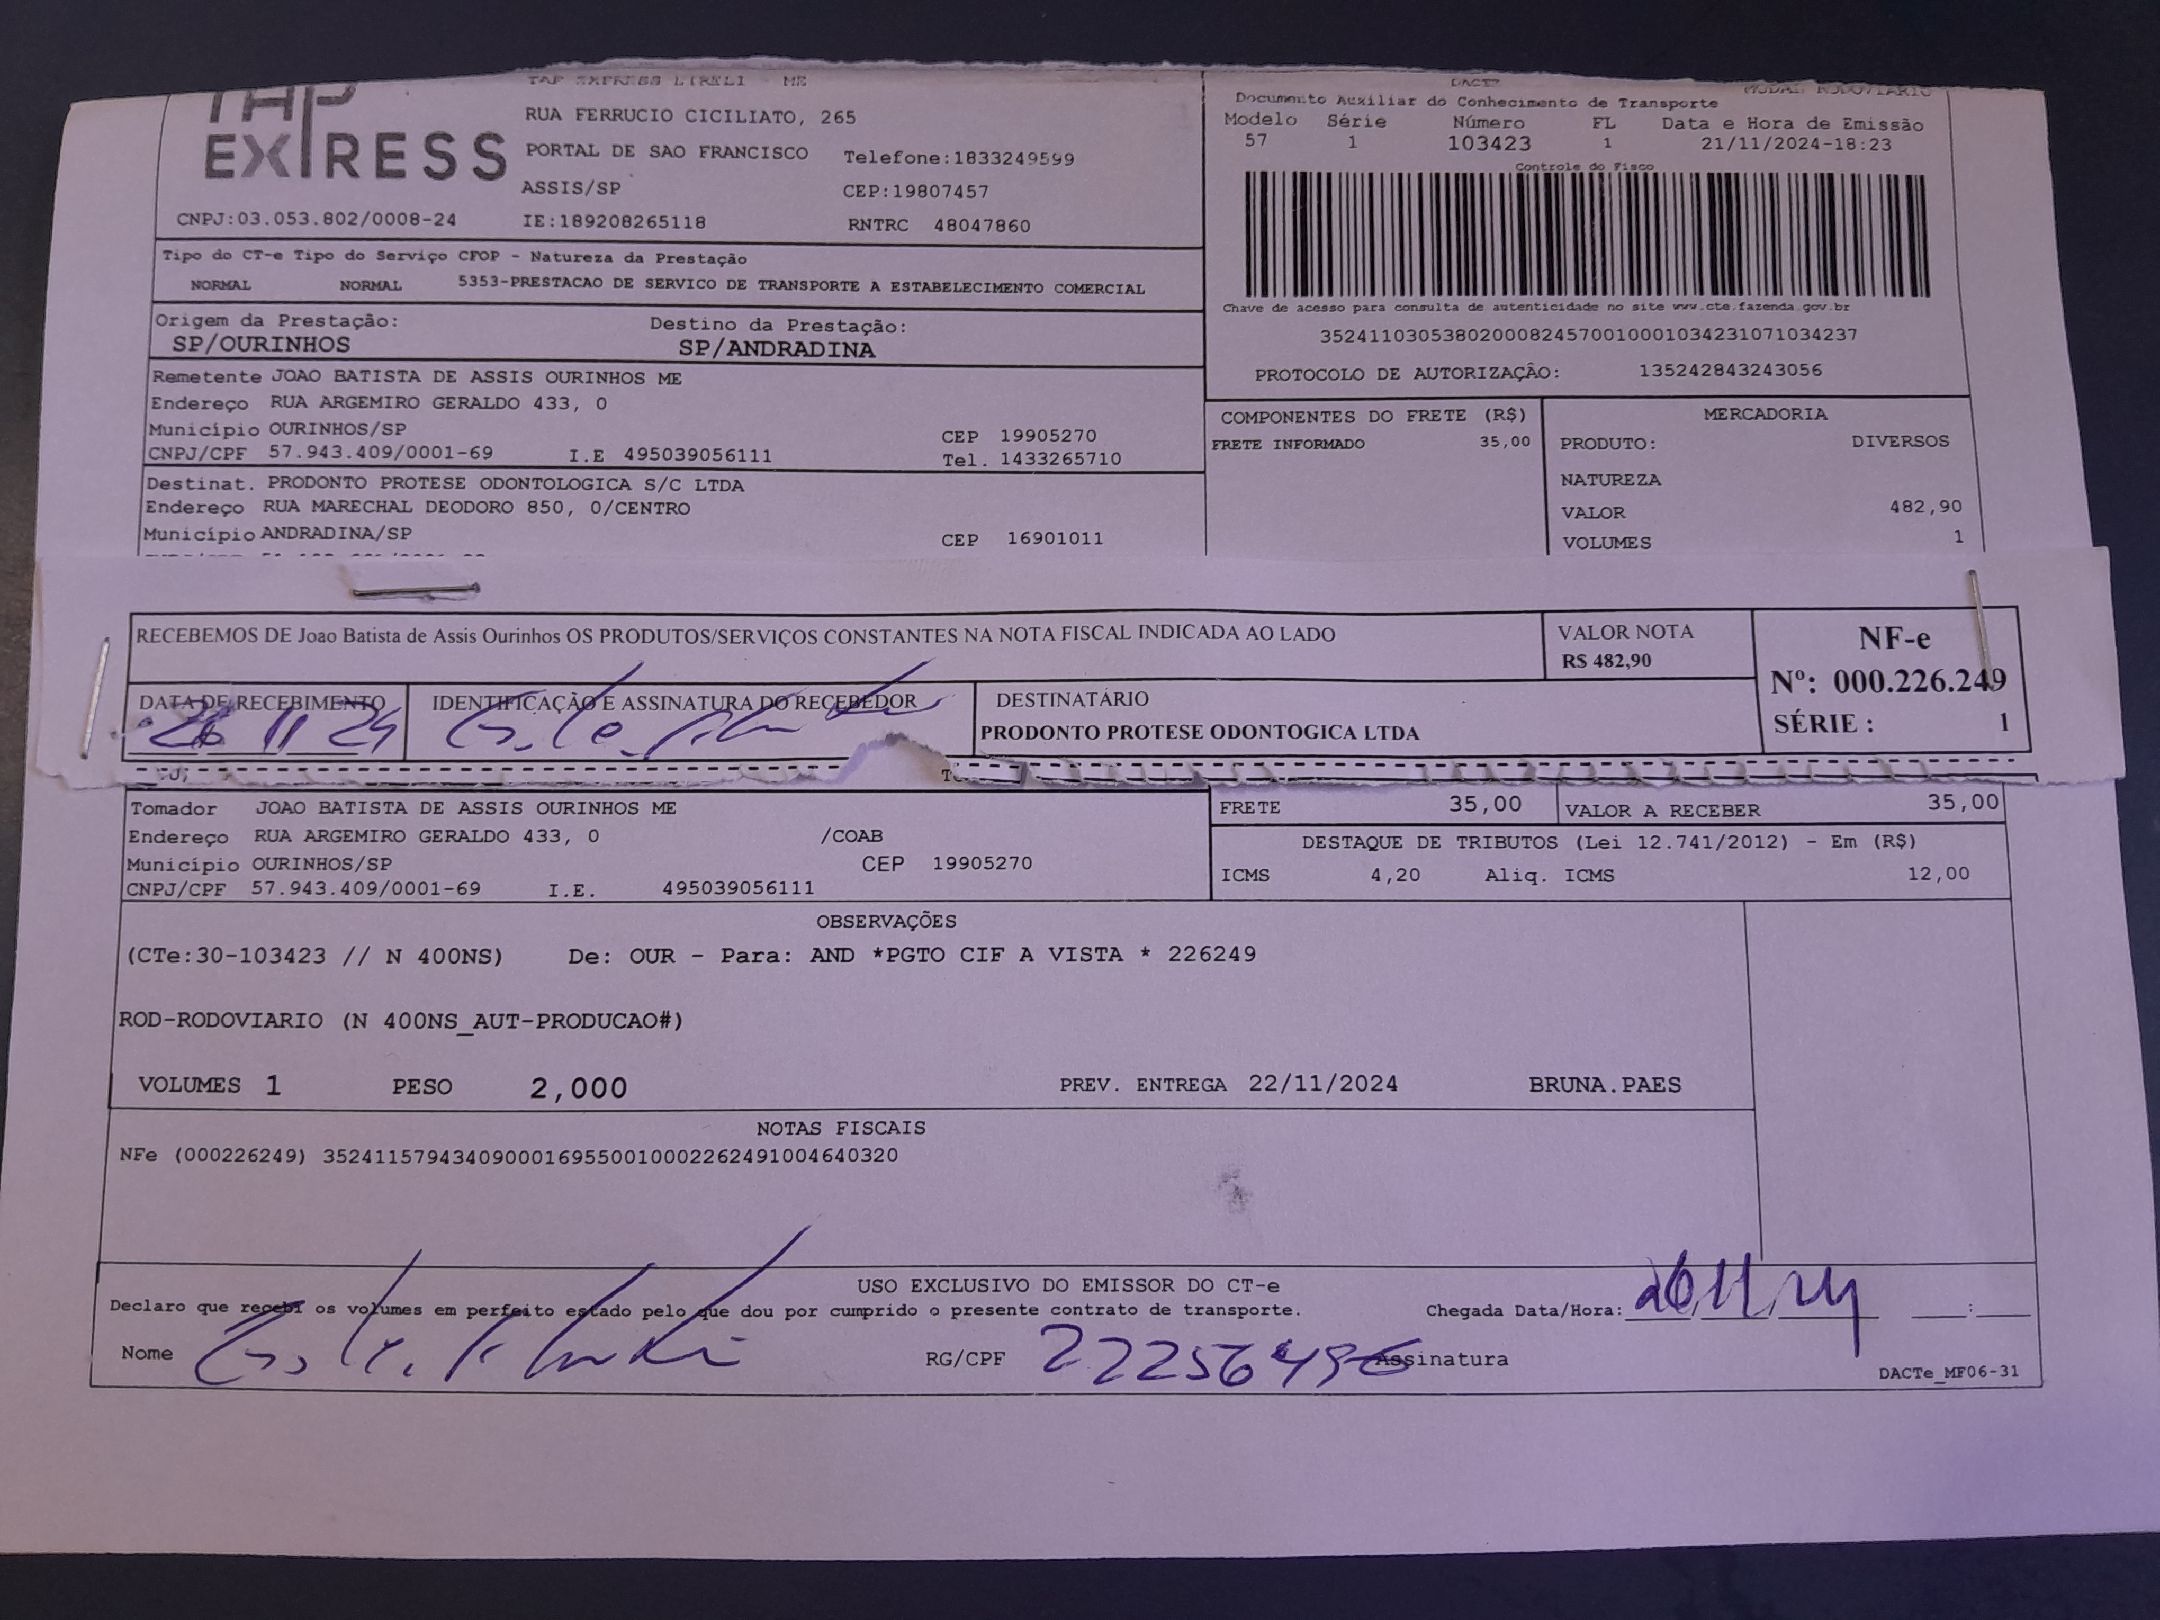 TAP EXPRESS
TAP EXPRESS EIRELI - ME
RUA FERRUCIO CICILIATO, 265
PORTAL DE SAO FRANCISCO Telefone:1833249599
ASSIS/SP CEP:19807457
CNPJ:03.053.802/0008-24 IE:189208265118 RNTRC 48047860
DACTE MODAL RODOVIARIO
Documento Auxiliar do Conhecimento de Transporte
Modelo Série Número FL Data e Hora de Emissão
57 1 103423 1 21/11/2024-18:23
Controle do Fisco
Chave de acesso para consulta de autenticidade no site www.cte.fazenda.gov.br
35241103053802000824570010001034231071034237
PROTOCOLO DE AUTORIZAÇÃO: 135242843243056
Tipo do CT-e Tipo do Serviço CFOP - Natureza da Prestação
NORMAL NORMAL 5353-PRESTACAO DE SERVICO DE TRANSPORTE A ESTABELECIMENTO COMERCIAL
Origem da Prestação: Destino da Prestação:
SP/OURINHOS SP/ANDRADINA
Remetente JOAO BATISTA DE ASSIS OURINHOS ME
Endereço RUA ARGEMIRO GERALDO 433, 0
Município OURINHOS/SP CEP 19905270
CNPJ/CPF 57.943.409/0001-69 I.E 495039056111 Tel. 1433265710
Destinat. PRODONTO PROTESE ODONTOLOGICA S/C LTDA
Endereço RUA MARECHAL DEODORO 850, 0/CENTRO
Município ANDRADINA/SP CEP 16901011
COMPONENTES DO FRETE (R$)
FRETE INFORMADO 35,00
MERCADORIA
PRODUTO: DIVERSOS
NATUREZA
VALOR 482,90
VOLUMES 1
RECEBEMOS DE Joao Batista de Assis Ourinhos OS PRODUTOS/SERVIÇOS CONSTANTES NA NOTA FISCAL INDICADA AO LADO
VALOR NOTA
R$ 482,90
NF-e
Nº: 000.226.249
SÉRIE : 1
DATA DE RECEBIMENTO
26 11 24
IDENTIFICAÇÃO E ASSINATURA DO RECEBEDOR
DESTINATÁRIO
PRODONTO PROTESE ODONTOGICA LTDA
Tomador JOAO BATISTA DE ASSIS OURINHOS ME
Endereço RUA ARGEMIRO GERALDO 433, 0 /COAB
Município OURINHOS/SP CEP 19905270
CNPJ/CPF 57.943.409/0001-69 I.E. 495039056111
FRETE 35,00 VALOR A RECEBER 35,00
DESTAQUE DE TRIBUTOS (Lei 12.741/2012) - Em (R$)
ICMS 4,20 Aliq. ICMS 12,00
OBSERVAÇÕES
(CTe:30-103423 // N 400NS) De: OUR - Para: AND *PGTO CIF A VISTA * 226249
ROD-RODOVIARIO (N 400NS_AUT-PRODUCAO#)
VOLUMES 1 PESO 2,000 PREV. ENTREGA 22/11/2024 BRUNA.PAES
NOTAS FISCAIS
NFe (000226249) 35241157943409000169550010002262491004640320
USO EXCLUSIVO DO EMISSOR DO CT-e
Declaro que recebi os volumes em perfeito estado pelo que dou por cumprido o presente contrato de transporte. Chegada Data/Hora: 26 11 24 :
Nome RG/CPF 22256496 Assinatura
DACTe_MF06-31